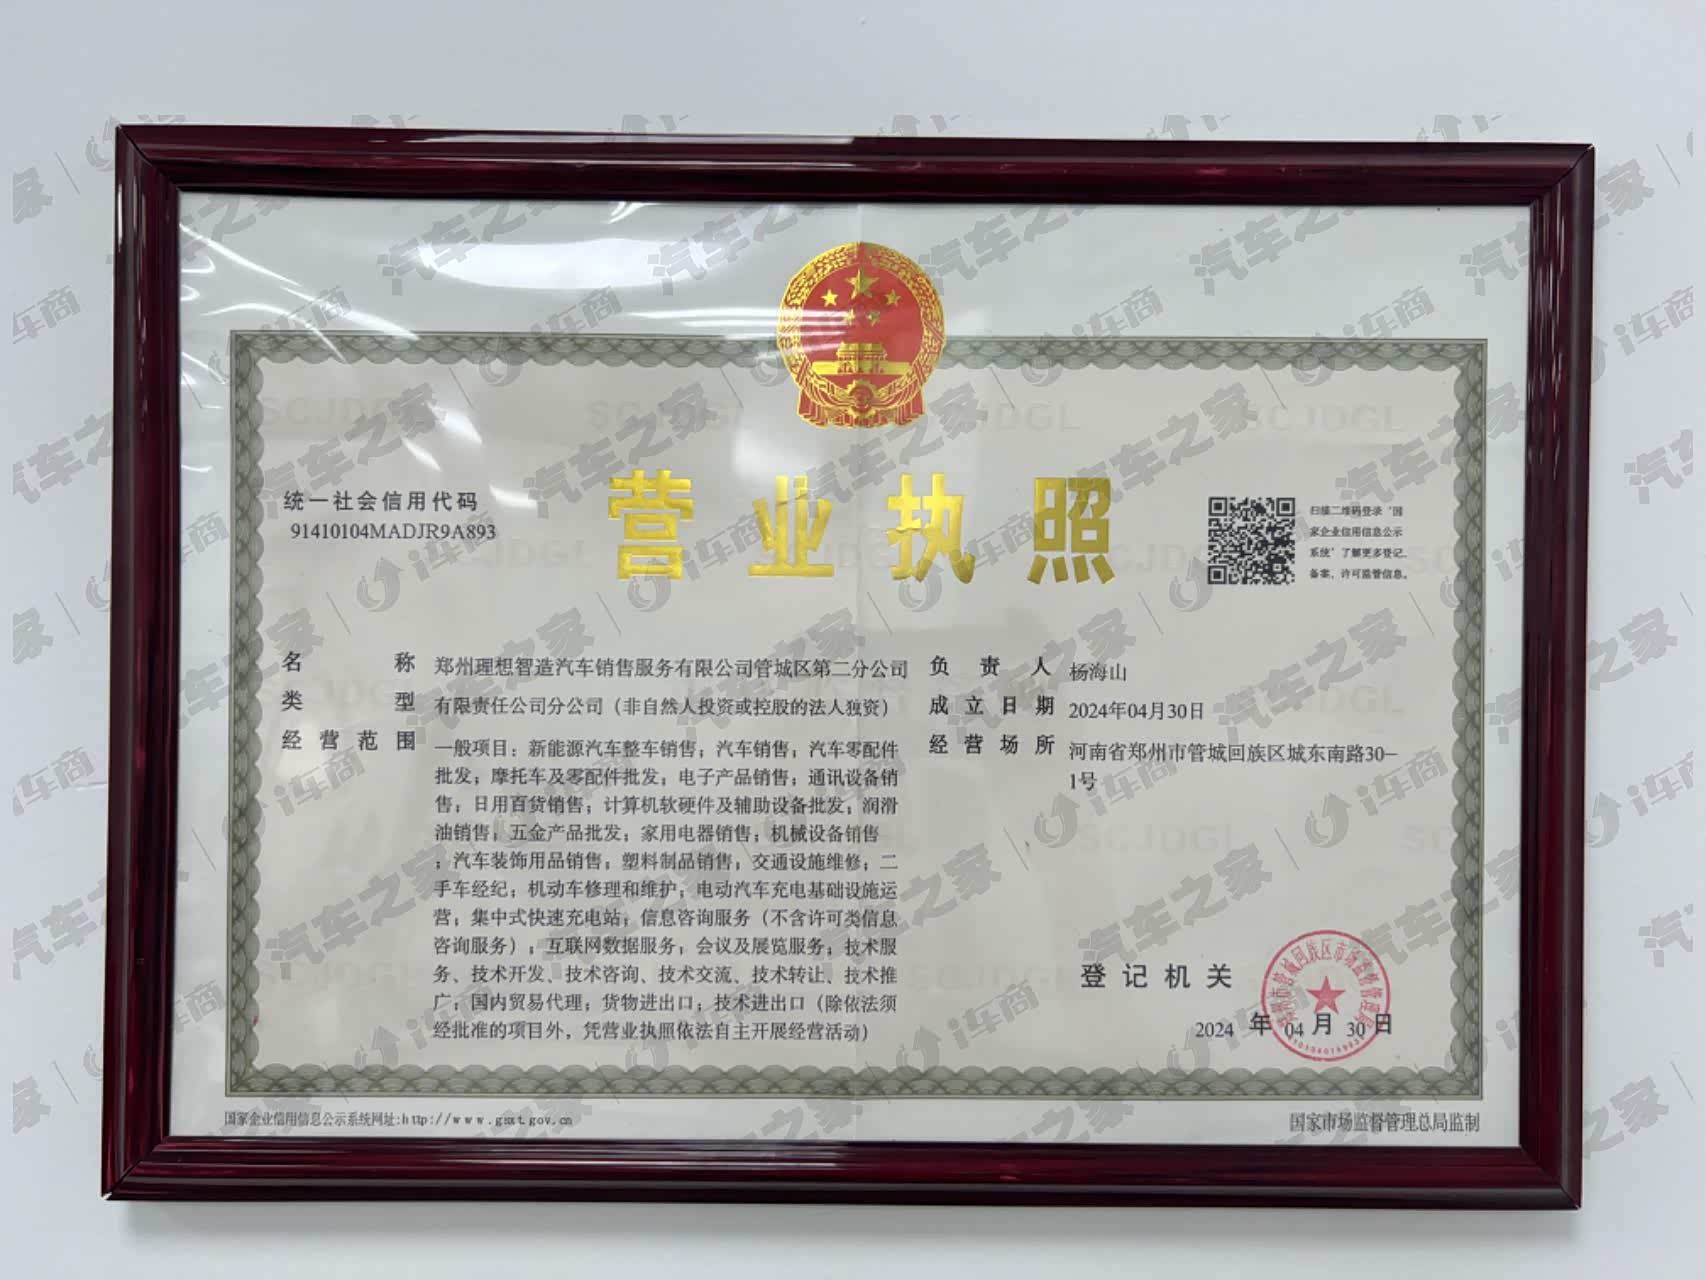 营业执照
统一社会信用代码
91410104MADJR9A893
扫描二维码登录‘国
家企业信用信息公示
系统’了解更多登记、
备案、许可监管信息。
名称 郑州理想智造汽车销售服务有限公司管城区第二分公司
类型 有限责任公司分公司（非自然人投资或控股的法人独资）
经营范围 一般项目：新能源汽车整车销售；汽车销售；汽车零配件
批发；摩托车及零配件批发；电子产品销售；通讯设备销
售；日用百货销售；计算机软硬件及辅助设备批发；润滑
油销售；五金产品批发；家用电器销售；机械设备销售
；汽车装饰用品销售；塑料制品销售；交通设施维修；二
手车经纪；机动车修理和维护；电动汽车充电基础设施运
营；集中式快速充电站；信息咨询服务（不含许可类信息
咨询服务）；互联网数据服务；会议及展览服务；技术服
务、技术开发、技术咨询、技术交流、技术转让、技术推
广；国内贸易代理；货物进出口；技术进出口（除依法须
经批准的项目外，凭营业执照依法自主开展经营活动）
负责人 杨海山
成立日期 2024年04月30日
经营场所 河南省郑州市管城回族区城东南路30-
1号
登记机关
2024 年 04 月 30 日
国家企业信用信息公示系统网址:http://www.gsxt.gov.cn
国家市场监督管理总局监制
汽车之家
i车商
SCJDGL